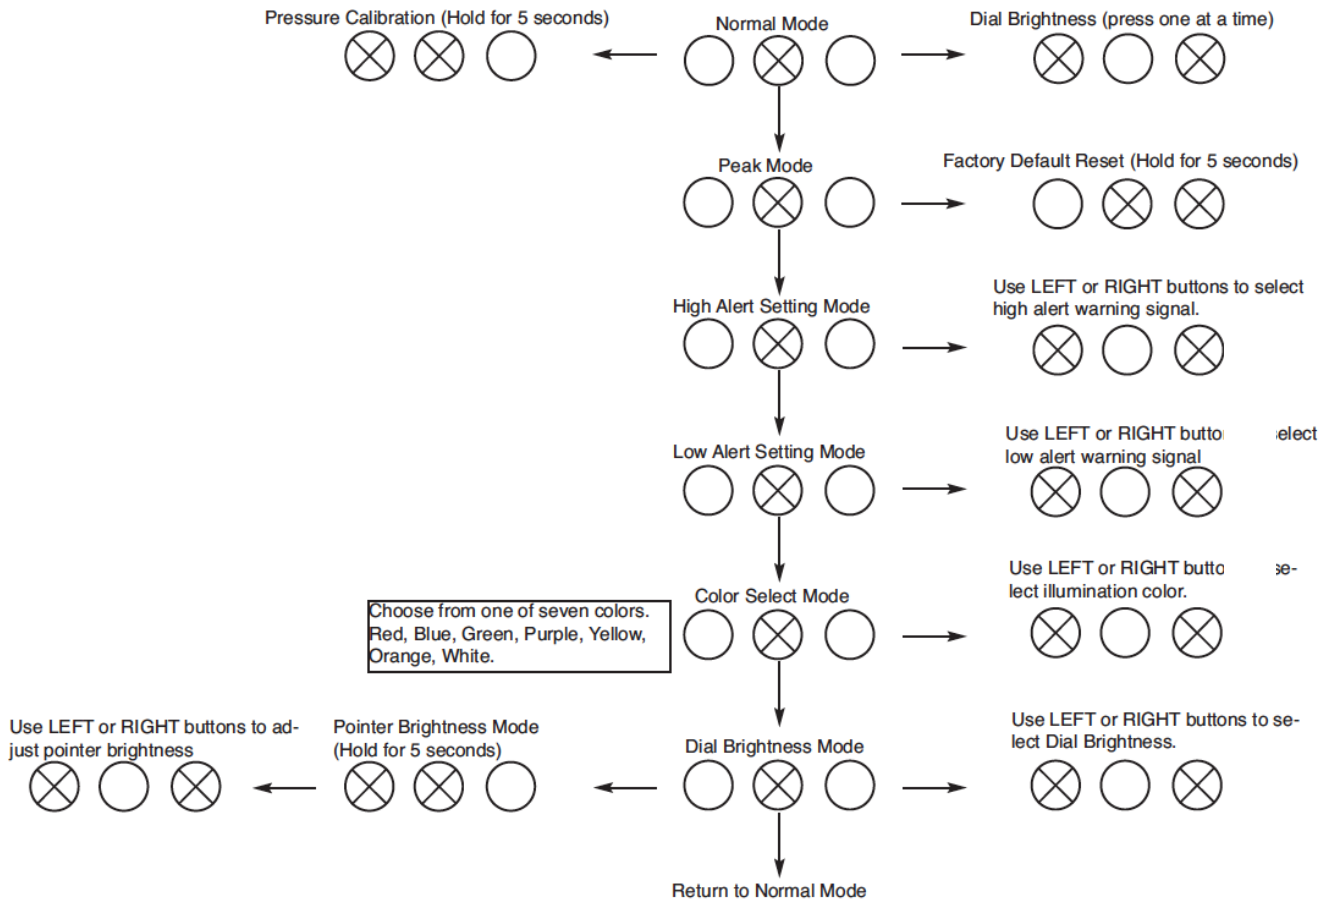 Pressure Calibration (Hold for 5 seconds)
Normal Mode
Dial Brightness (press one at a time)
Peak Mode
Factory Default Reset (Hold for 5 seconds)
High Alert Setting Mode
Use LEFT or RIGHT buttons to select
high alert warning signal.
Low Alert Setting Mode
Use LEFT or RIGHT butto elect
low alert warning signal
Color Select Mode
Choose from one of seven colors.
Red, Blue, Green, Purple, Yellow,
Orange, White.
Use LEFT or RIGHT butto se-
lect illumination color.
Use LEFT or RIGHT buttons to ad-
just pointer brightness
Pointer Brightness Mode
(Hold for 5 seconds)
Dial Brightness Mode
Use LEFT or RIGHT buttons to se-
lect Dial Brightness.
Return to Normal Mode